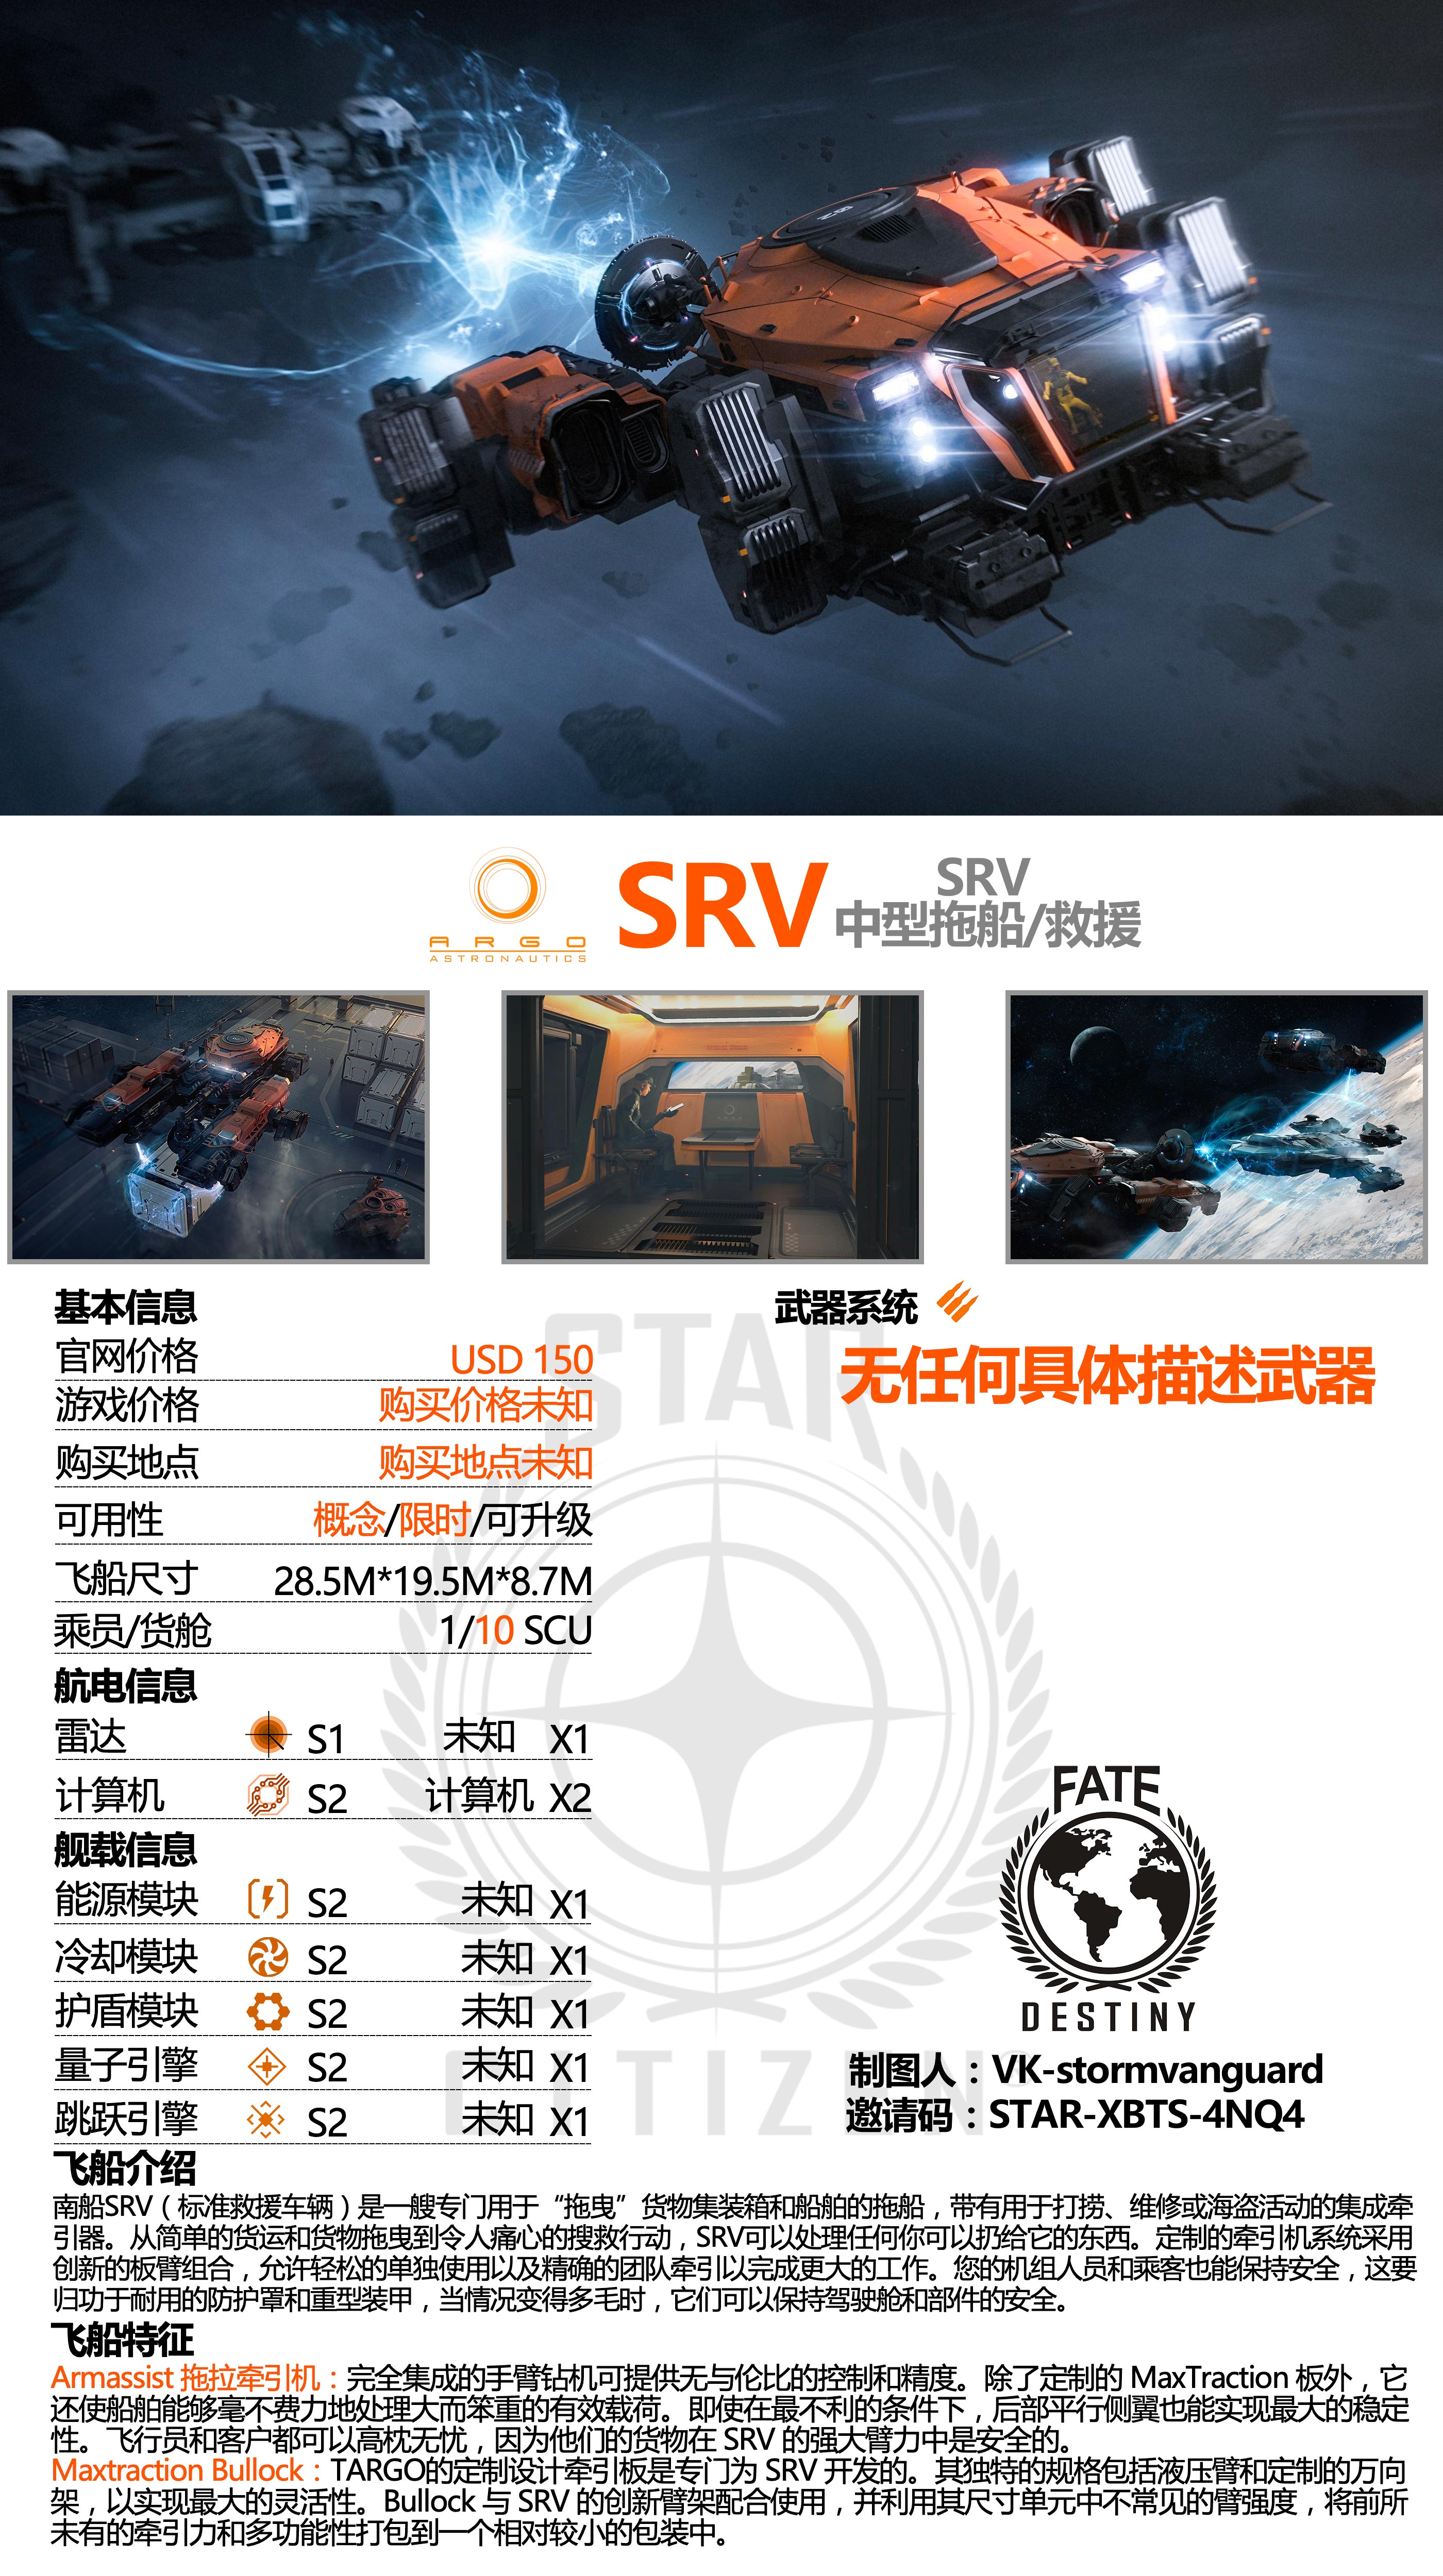 ARGO
ASTRONAUTICS
SRV
SRV
中型拖船/救援
基本信息
官网价格 USD 150
游戏价格 购买价格未知
购买地点 购买地点未知
可用性 概念/限时/可升级
飞船尺寸 28.5M*19.5M*8.7M
乘员/货舱 1/10 SCU
航电信息
雷达 S1 未知 X1
计算机 S2 计算机 X2
舰载信息
能源模块 S2 未知 X1
冷却模块 S2 未知 X1
护盾模块 S2 未知 X1
量子引擎 S2 未知 X1
跳跃引擎 S2 未知 X1
武器系统
无任何具体描述武器
STAR
CITIZEN
FATE
DESTINY
制图人：VK-stormvanguard
邀请码：STAR-XBTS-4NQ4
飞船介绍
南船SRV（标准救援车辆）是一艘专门用于“拖曳”货物集装箱和船舶的拖船，带有用于打捞、维修或海盗活动的集成牵
引器。从简单的货运和货物拖曳到令人痛心的搜救行动，SRV可以处理任何你可以扔给它的东西。定制的牵引机系统采用
创新的板臂组合，允许轻松的单独使用以及精确的团队牵引以完成更大的工作。您的机组人员和乘客也能保持安全，这要
归功于耐用的防护罩和重型装甲，当情况变得多毛时，它们可以保持驾驶舱和部件的安全。
飞船特征
Armassist 拖拉牵引机：完全集成的手臂钻机可提供无与伦比的控制和精度。除了定制的 MaxTraction 板外，它
还使船舶能够毫不费力地处理大而笨重的有效载荷。即使在最不利的条件下，后部平行侧翼也能实现最大的稳定
性。飞行员和客户都可以高枕无忧，因为他们的货物在 SRV 的强大臂力中是安全的。
Maxtraction Bullock：TARGO的定制设计牵引板是专门为 SRV 开发的。其独特的规格包括液压臂和定制的万向
架，以实现最大的灵活性。Bullock 与 SRV 的创新臂架配合使用，并利用其尺寸单元中不常见的臂强度，将前所
未有的牵引力和多功能性打包到一个相对较小的包装中。